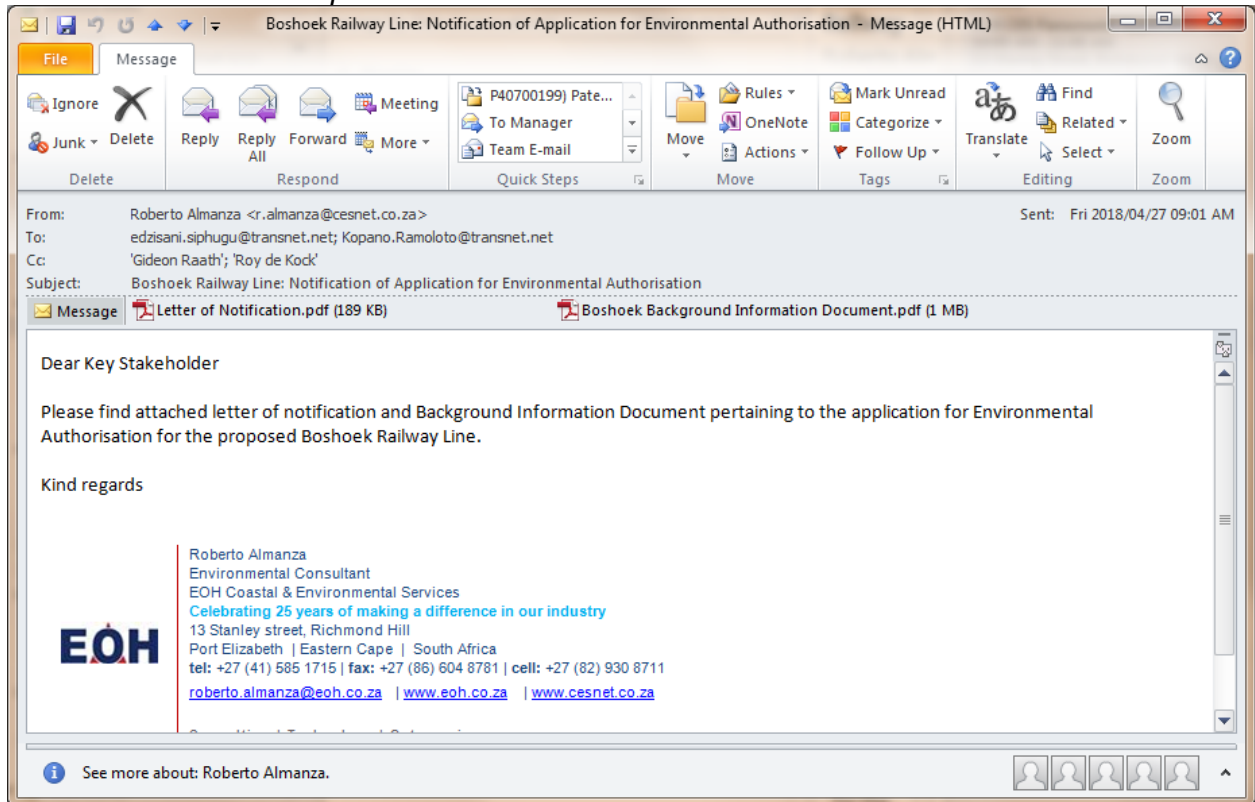 Boshoek Railway Line: Notification of Application for Environmental Authorisation - Message (HTML)
File Message
Ignore
Junk
Delete
Delete
Reply
Reply All
Forward
Meeting
More
Respond
P40700199) Pate...
To Manager
Team E-mail
Quick Steps
Move
Rules
OneNote
Actions
Move
Mark Unread
Categorize
Follow Up
Tags
Translate
Find
Related
Select
Editing
Zoom
Zoom
From: Roberto Almanza <r.almanza@cesnet.co.za> Sent: Fri 2018/04/27 09:01 AM
To: edzisani.siphugu@transnet.net; Kopano.Ramoloto@transnet.net
Cc: 'Gideon Raath'; 'Roy de Kock'
Subject: Boshoek Railway Line: Notification of Application for Environmental Authorisation
Message Letter of Notification.pdf (189 KB) Boshoek Background Information Document.pdf (1 MB)
Dear Key Stakeholder
Please find attached letter of notification and Background Information Document pertaining to the application for Environmental
Authorisation for the proposed Boshoek Railway Line.
Kind regards
EOH
Roberto Almanza
Environmental Consultant
EOH Coastal & Environmental Services
Celebrating 25 years of making a difference in our industry
13 Stanley street, Richmond Hill
Port Elizabeth | Eastern Cape | South Africa
tel: +27 (41) 585 1715 | fax: +27 (86) 604 8781 | cell: +27 (82) 930 8711
roberto.almanza@eoh.co.za | www.eoh.co.za | www.cesnet.co.za
See more about: Roberto Almanza.